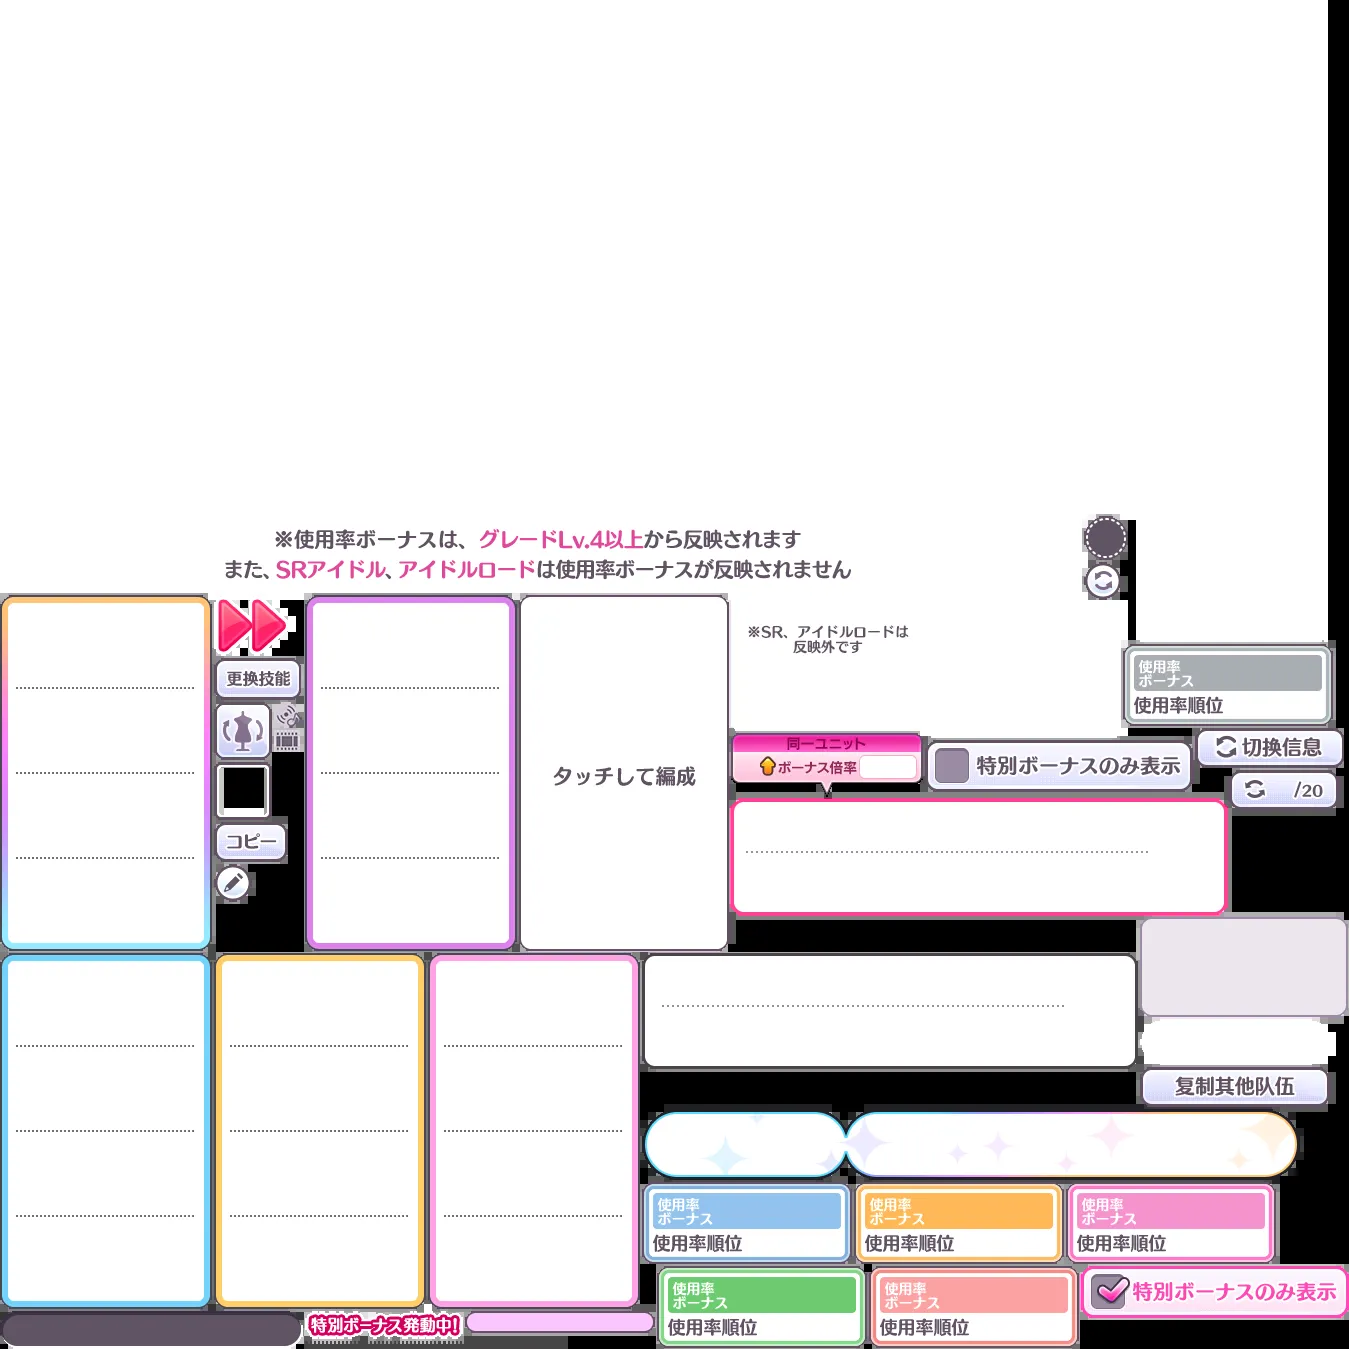 ※使用率ボーナスは、グレードLv.4以上から反映されます
また、SRアイドル、アイドルロードは使用率ボーナスが反映されません
※SR、アイドルロードは
反映外です
更换技能
コピー
タッチして編成
同一ユニット
ボーナス倍率
特別ボーナスのみ表示
使用率
ボーナス
使用率順位
切换信息
/20
复制其他队伍
使用率
ボーナス
使用率順位
使用率
ボーナス
使用率順位
使用率
ボーナス
使用率順位
使用率
ボーナス
使用率順位
使用率
ボーナス
使用率順位
特別ボーナスのみ表示
特別ボーナス発動中!